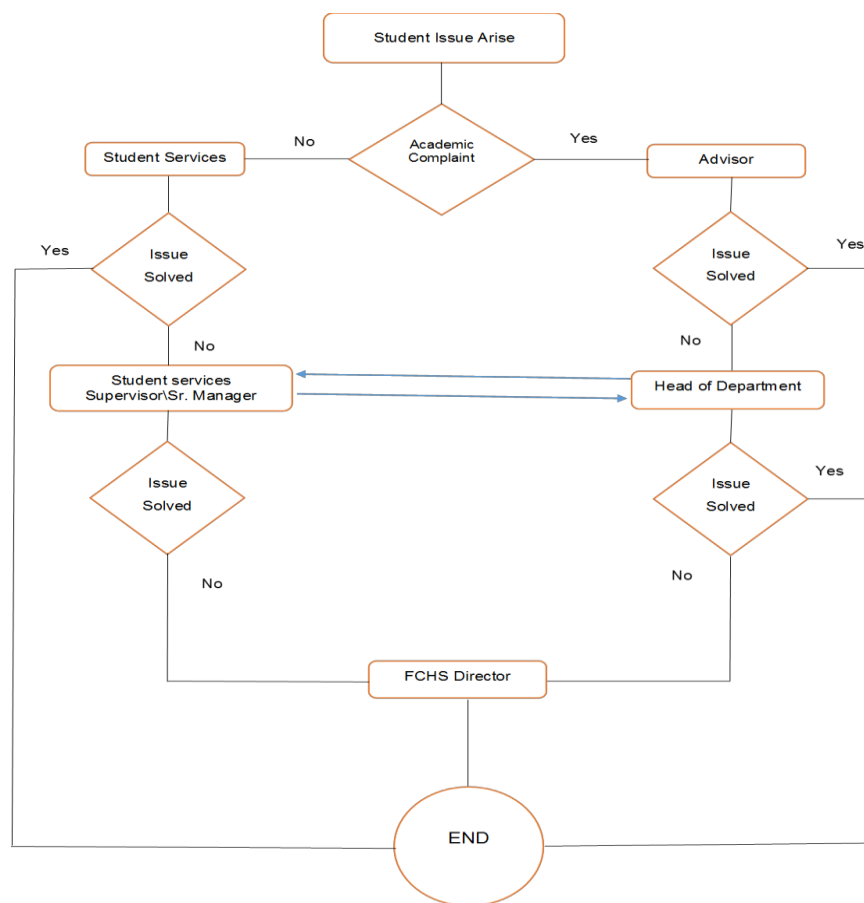 Student Issue Arise
No
Academic
Complaint
Yes
Student Services
Advisor
Yes
Issue
Solved
Issue
Solved
Yes
No
No
Student services
Supervisor\Sr. Manager
Head of Department
Issue
Solved
Issue
Solved
Yes
No
No
FCHS Director
END